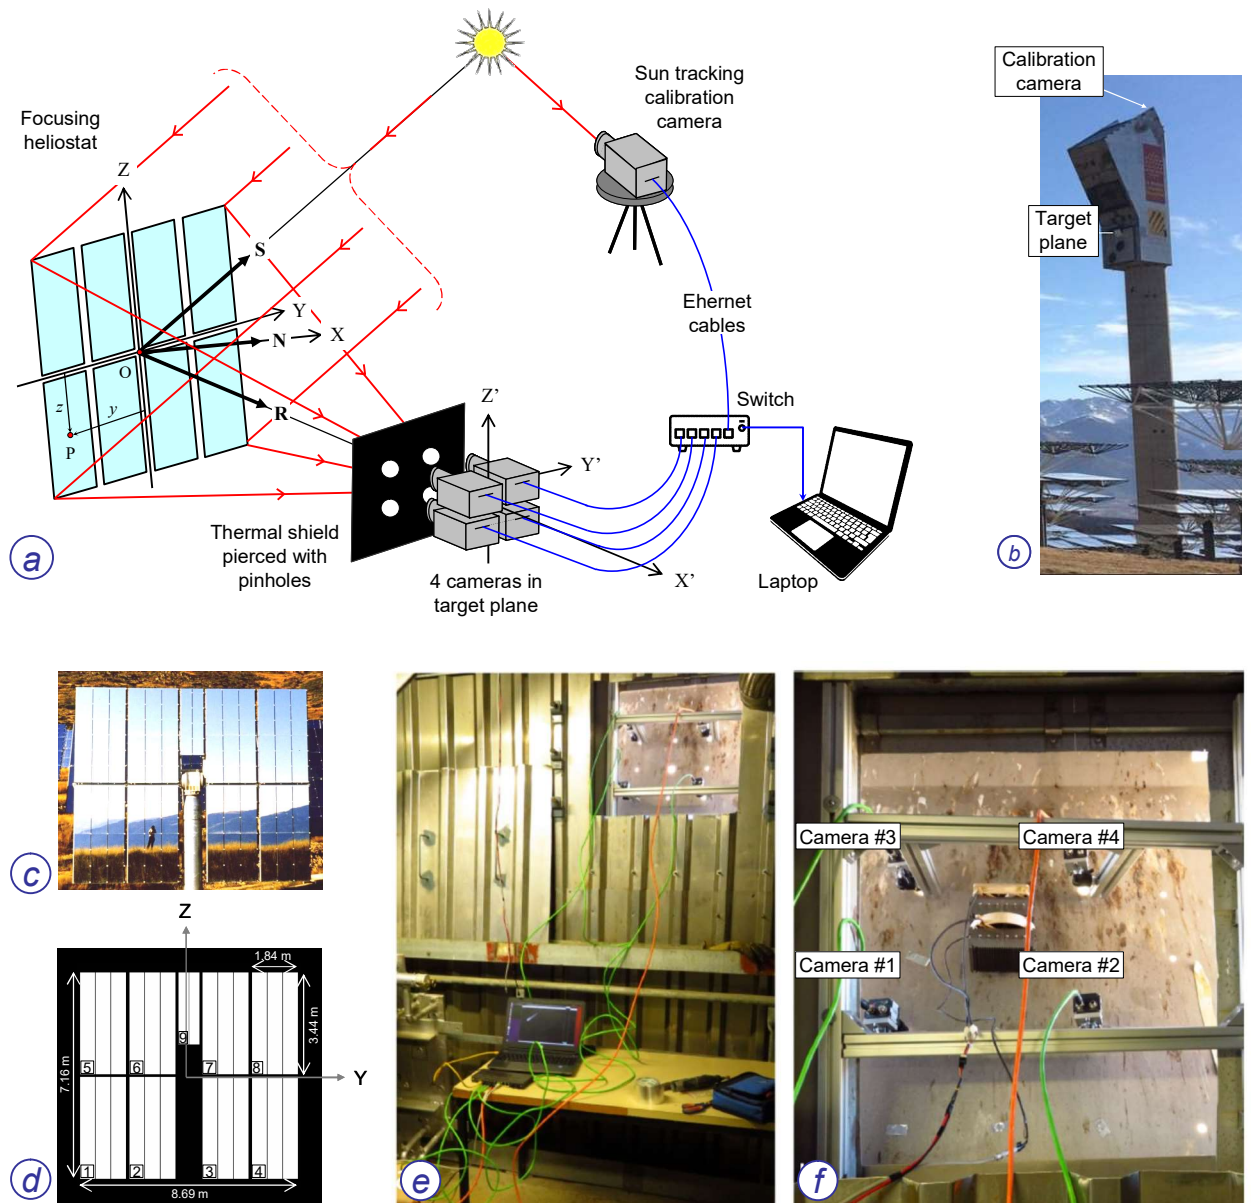 Focusing
heliostat
Sun tracking
calibration
camera
Z
S
Y
N
X
O
R
z
y
P
Ehernet
cables
Switch
Z’
Y’
X’
Thermal shield
pierced with
pinholes
4 cameras in
target plane
Laptop
a
Calibration
camera
Target
plane
b
c
Z
1,84 m
3.44 m
7.16 m
9
5
6
7
8
Y
1
2
3
4
8.69 m
d
e
Camera #3
Camera #4
Camera #1
Camera #2
f